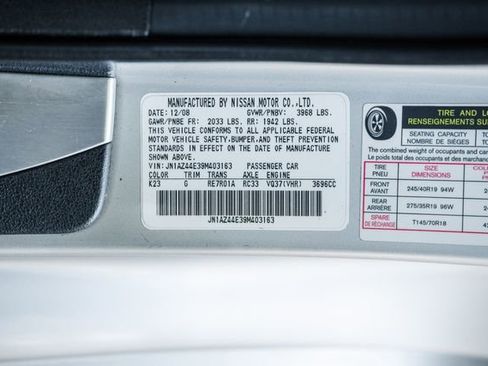 MANUFACTURED BY NISSAN MOTOR CO.,LTD.
DATE: 12/08 GVWR/PNBV: 3968 LBS.
GAWR/PNBE FR: 2033 LBS. RR: 1942 LBS.
THIS VEHICLE CONFORMS TO ALL APPLICABLE FEDERAL
MOTOR VEHICLE SAFETY,BUMPER,AND THEFT PREVENTION
STANDARDS IN EFFECT ON THE DATE OF MANUFACTURE
SHOWN ABOVE.
VIN:JN1AZ44E39M403163 PASSENGER CAR
COLOR TRIM TRANS AXLE ENGINE
K23 G RE7R01A RC33 VQ37(VHR) 3696CC
JN1AZ44E39M403163
TIRE AND LO
RENSEIGNEMENTS SU
SEATING CAPACITY
NOMBRE DE SIÈGES
TO
The combined weight of occupants and
Le poids total des occupants et du
TIRE
PNEU
SIZE
DIMENSIONS
FRONT
AVANT
245/40R19 94W
REAR
ARRIÈRE
275/35R19 96W
SPARE
DE RÉCHANGE
T145/70R18